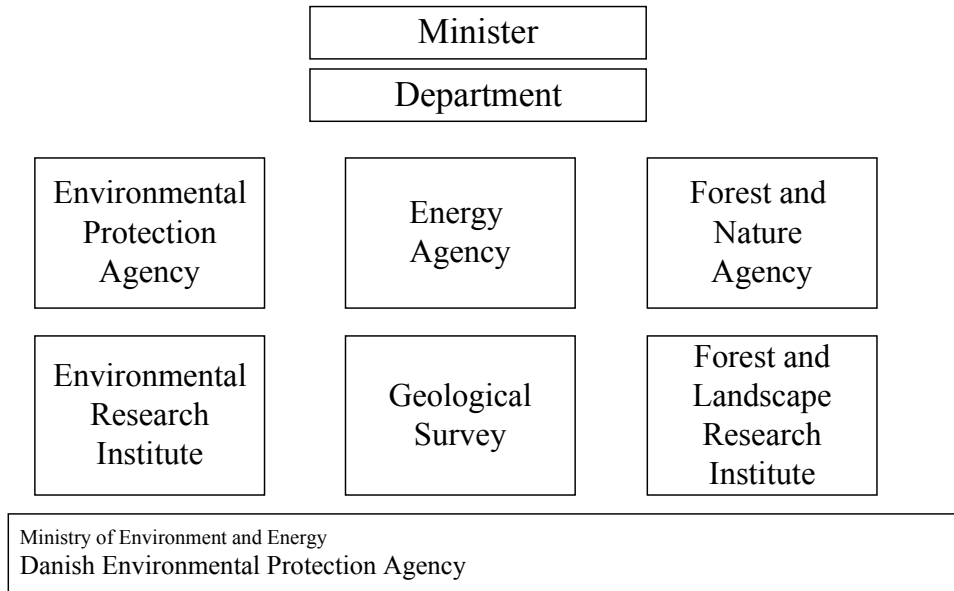 Minister
Department
Environmental
Protection
Agency
Energy
Agency
Forest and
Nature
Agency
Environmental
Research
Institute
Geological
Survey
Forest and
Landscape
Research
Institute
Ministry of Environment and Energy
Danish Environmental Protection Agency